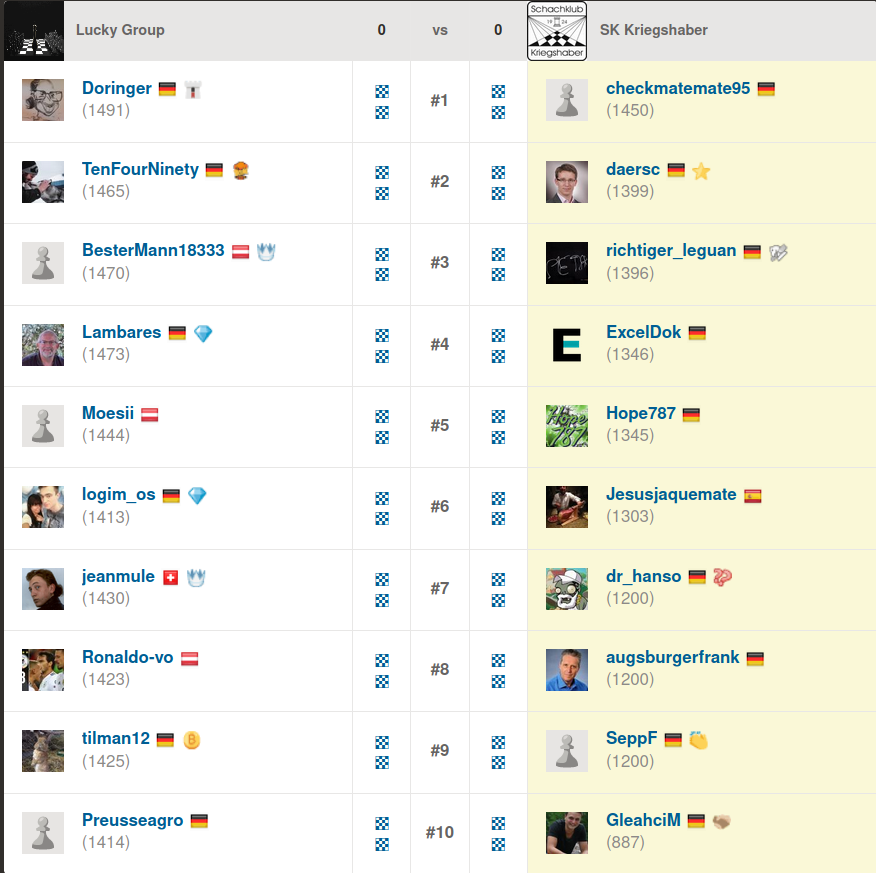 Lucky Group 0 vs 0 Schachklub 19 24 Kriegshaber SK Kriegshaber
Doringer
(1491)
#1
checkmatemate95
(1450)
TenFourNinety
(1465)
#2
daersc
(1399)
BesterMann18333
(1470)
#3
richtiger_leguan
(1396)
Lambares
(1473)
#4
E
ExcelDok
(1346)
Moesii
(1444)
#5
Hope
787
Hope787
(1345)
logim_os
(1413)
#6
Jesusjaquemate
(1303)
jeanmule
(1430)
#7
dr_hanso
(1200)
Ronaldo-vo
(1423)
#8
augsburgerfrank
(1200)
tilman12
(1425)
#9
SeppF
(1200)
Preusseagro
(1414)
#10
GleahciM
(887)